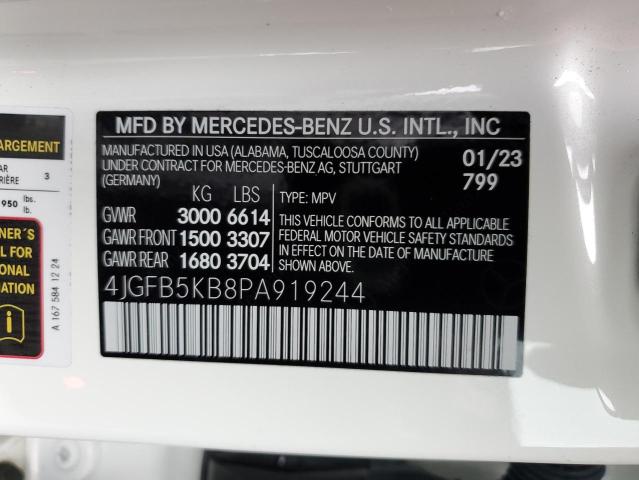 MFD BY MERCEDES-BENZ U.S. INTL., INC
MANUFACTURED IN USA (ALABAMA, TUSCALOOSA COUNTY)
UNDER CONTRACT FOR MERCEDES-BENZ AG, STUTTGART
(GERMANY)
01/23
799
KG LBS
GVWR 3000 6614
GAWR FRONT 1500 3307
GAWR REAR 1680 3704
TYPE: MPV
THIS VEHICLE CONFORMS TO ALL APPLICABLE
FEDERAL MOTOR VEHICLE SAFETY STANDARDS
IN EFFECT ON THE DATE OF MANUFACTURE
SHOWN ABOVE.
4JGFB5KB8PA919244
ARGEMENT
AR
RIÈRE 3
950 lbs.
lb.
NER'S
L FOR
IONAL
MATION
A 167 584 12 24